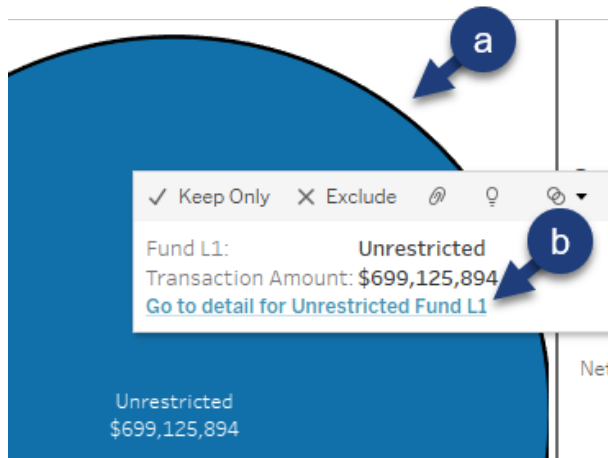 a
Keep Only Exclude
b
Fund L1: Unrestricted
Transaction Amount: $699,125,894
Go to detail for Unrestricted Fund L1
Net
Unrestricted
$699,125,894